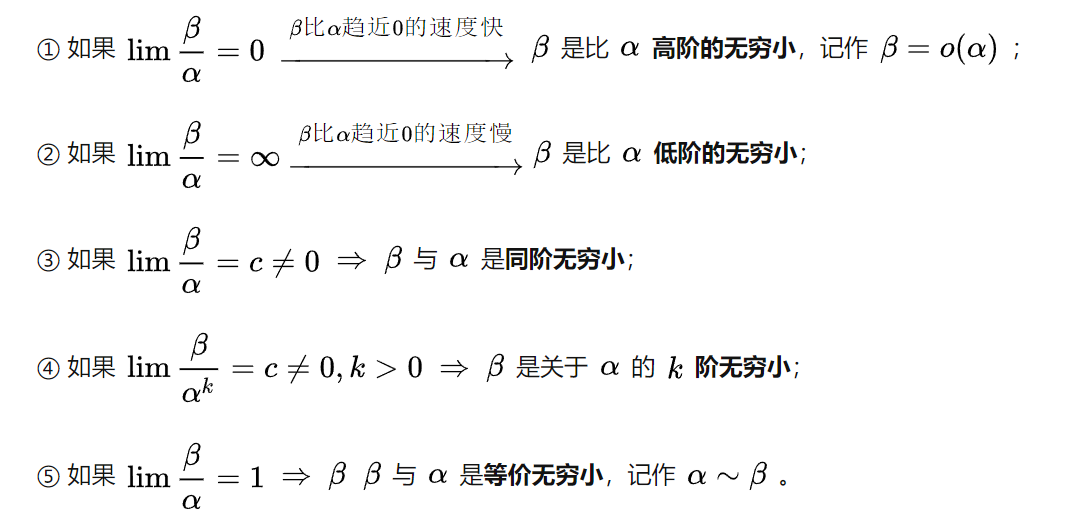 ① 如果 $\lim \frac{\beta}{\alpha} = 0 \xrightarrow{\beta \text{比} \alpha \text{趋近} 0 \text{的速度快}} \beta$ 是比 $\alpha$ 高阶的无穷小，记作 $\beta = o(\alpha)$ ；
② 如果 $\lim \frac{\beta}{\alpha} = \infty \xrightarrow{\beta \text{比} \alpha \text{趋近} 0 \text{的速度慢}} \beta$ 是比 $\alpha$ 低阶的无穷小；
③ 如果 $\lim \frac{\beta}{\alpha} = c \neq 0 \Rightarrow \beta$ 与 $\alpha$ 是同阶无穷小；
④ 如果 $\lim \frac{\beta}{\alpha^k} = c \neq 0, k > 0 \Rightarrow \beta$ 是关于 $\alpha$ 的 $k$ 阶无穷小；
⑤ 如果 $\lim \frac{\beta}{\alpha} = 1 \Rightarrow \beta$ $\beta$ 与 $\alpha$ 是等价无穷小，记作 $\alpha \sim \beta$ 。